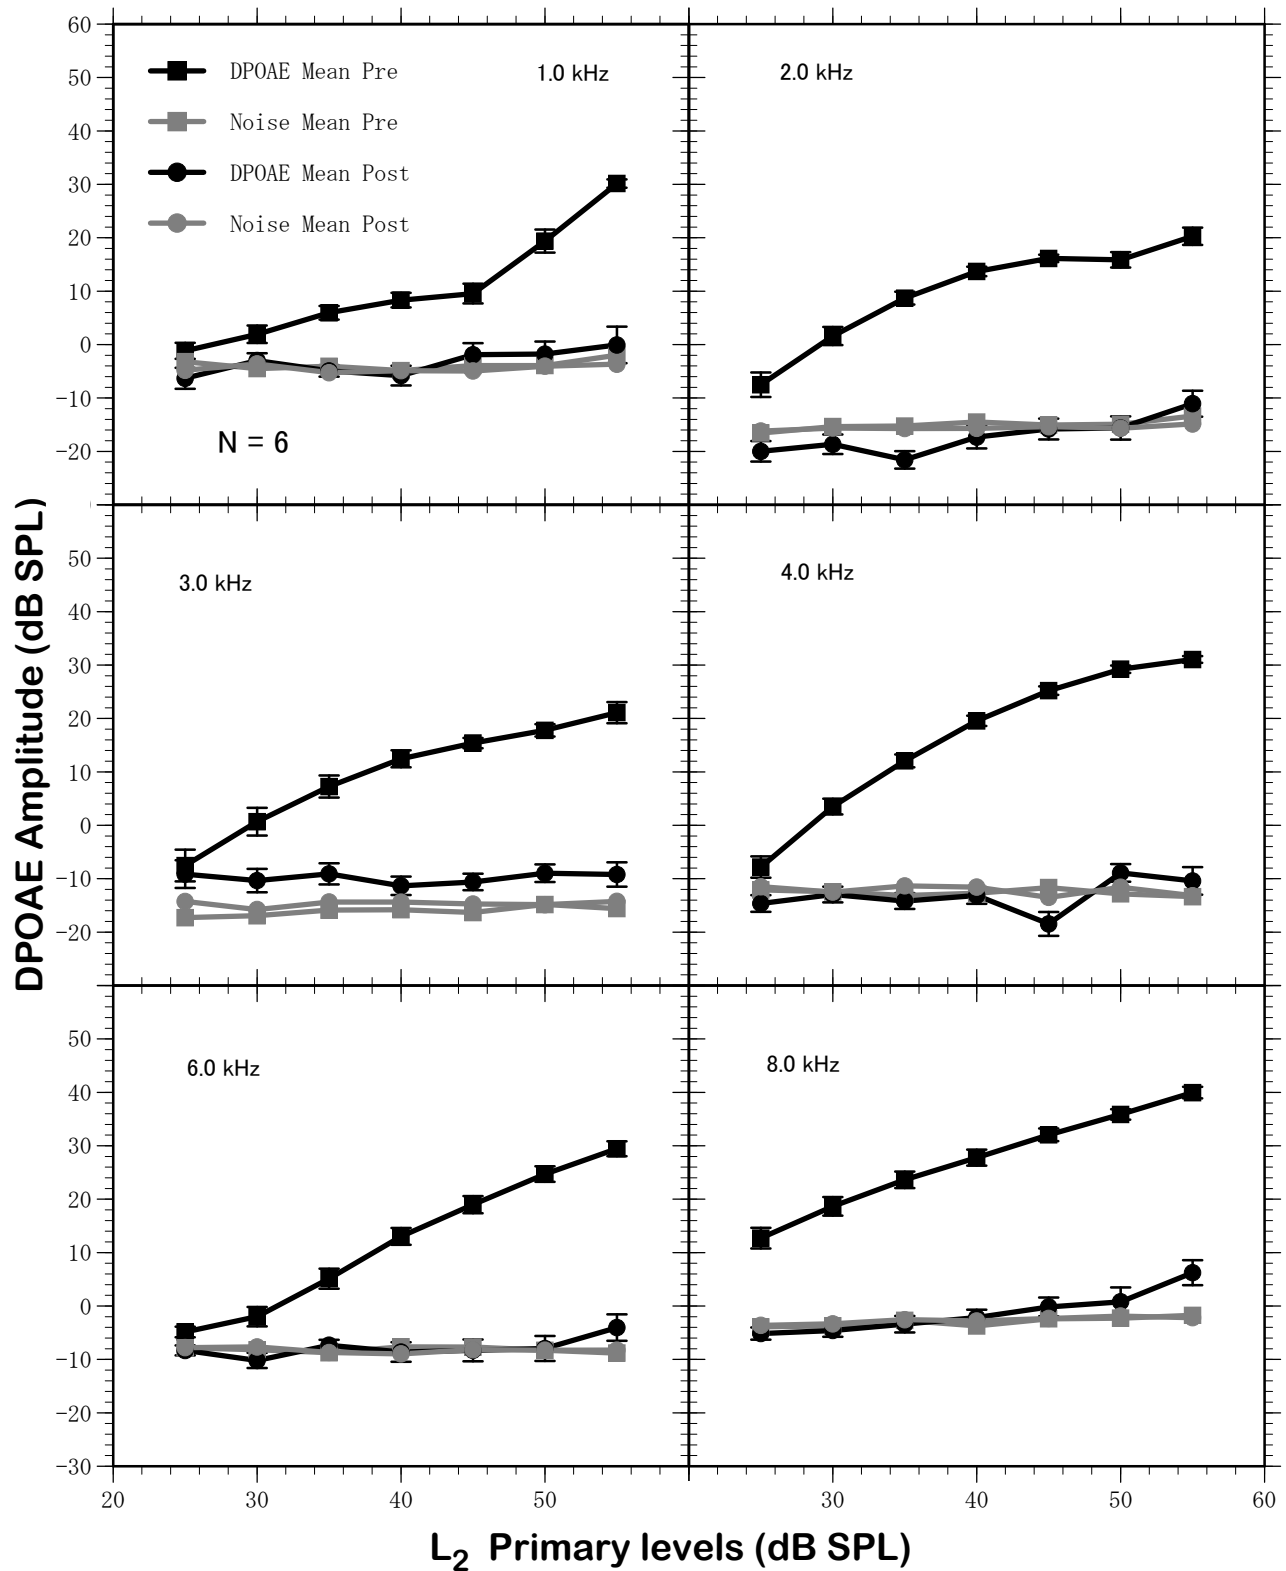 60
50
40
30
20
10
0
-10
-20
DPOAE Mean Pre
Noise Mean Pre
DPOAE Mean Post
Noise Mean Post
1.0 kHz
N = 6
2.0 kHz
DPOAE Amplitude (dB SPL)
50
40
30
20
10
0
-10
-20
3.0 kHz
4.0 kHz
50
40
30
20
10
0
-10
-20
-30
6.0 kHz
8.0 kHz
20 30 40 50 30 40 50 60
L2 Primary levels (dB SPL)